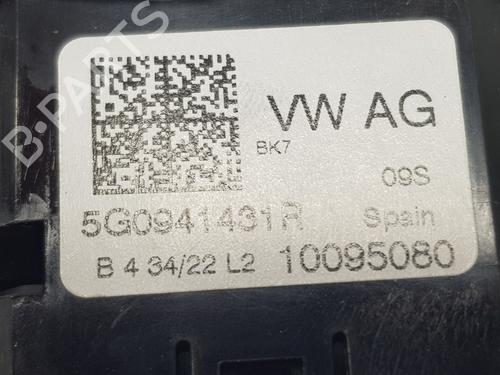 B-PARTS
VW AG
BK7
09S
5G0941431R Spain
B 4 34/22 L2 10095080